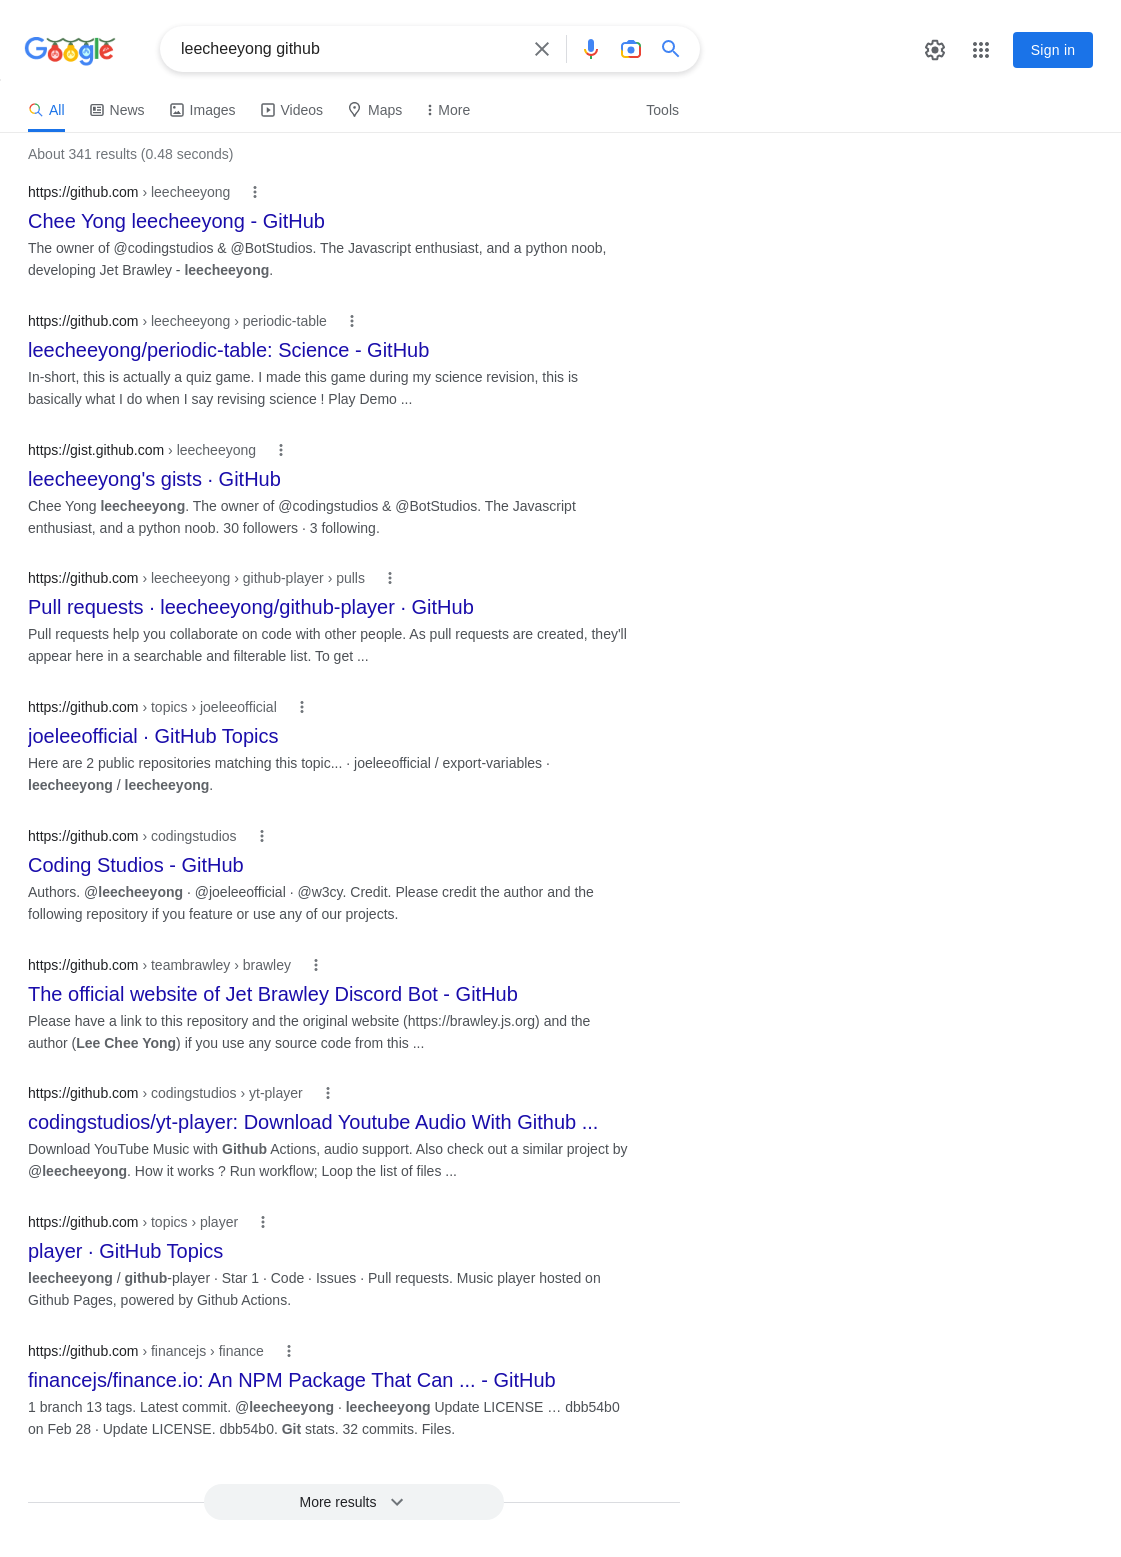 Google
leecheeyong github
Sign in
All News Images Videos Maps More Tools
About 341 results (0.48 seconds)
https://github.com › leecheeyong
Chee Yong leecheeyong - GitHub
The owner of @codingstudios & @BotStudios. The Javascript enthusiast, and a python noob,
developing Jet Brawley - leecheeyong.
https://github.com › leecheeyong › periodic-table
leecheeyong/periodic-table: Science - GitHub
In-short, this is actually a quiz game. I made this game during my science revision, this is
basically what I do when I say revising science ! Play Demo ...
https://gist.github.com › leecheeyong
leecheeyong's gists · GitHub
Chee Yong leecheeyong. The owner of @codingstudios & @BotStudios. The Javascript
enthusiast, and a python noob. 30 followers · 3 following.
https://github.com › leecheeyong › github-player › pulls
Pull requests · leecheeyong/github-player · GitHub
Pull requests help you collaborate on code with other people. As pull requests are created, they'll
appear here in a searchable and filterable list. To get ...
https://github.com › topics › joeleeofficial
joeleeofficial · GitHub Topics
Here are 2 public repositories matching this topic... · joeleeofficial / export-variables ·
leecheeyong / leecheeyong.
https://github.com › codingstudios
Coding Studios - GitHub
Authors. @leecheeyong · @joeleeofficial · @w3cy. Credit. Please credit the author and the
following repository if you feature or use any of our projects.
https://github.com › teambrawley › brawley
The official website of Jet Brawley Discord Bot - GitHub
Please have a link to this repository and the original website (https://brawley.js.org) and the
author (Lee Chee Yong) if you use any source code from this ...
https://github.com › codingstudios › yt-player
codingstudios/yt-player: Download Youtube Audio With Github ...
Download YouTube Music with Github Actions, audio support. Also check out a similar project by
@leecheeyong. How it works ? Run workflow; Loop the list of files ...
https://github.com › topics › player
player · GitHub Topics
leecheeyong / github-player · Star 1 · Code · Issues · Pull requests. Music player hosted on
Github Pages, powered by Github Actions.
https://github.com › financejs › finance
financejs/finance.io: An NPM Package That Can ... - GitHub
1 branch 13 tags. Latest commit. @leecheeyong · leecheeyong Update LICENSE … dbb54b0
on Feb 28 · Update LICENSE. dbb54b0. Git stats. 32 commits. Files.
More results